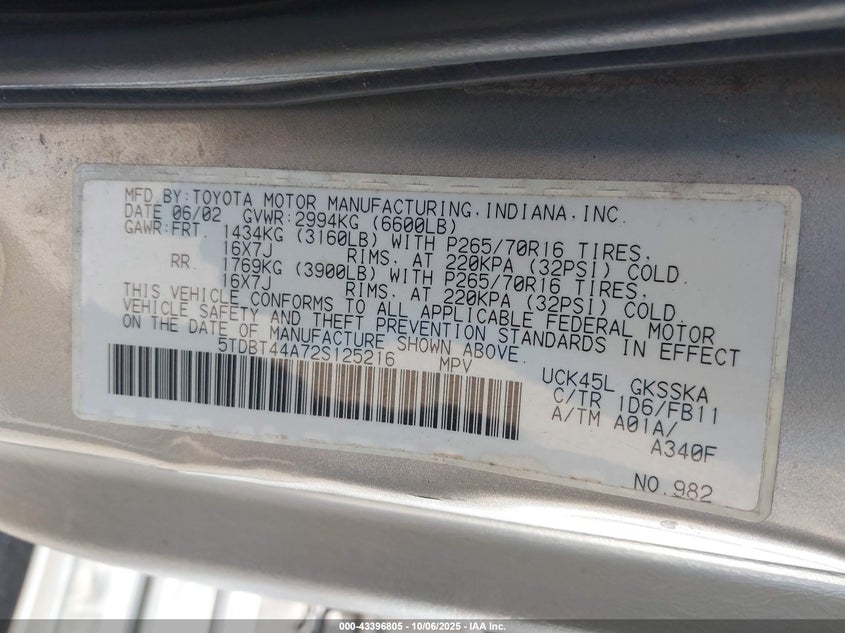 MFD.BY:TOYOTA MOTOR MANUFACTURING,INDIANA,INC.
DATE 06/02 GVWR:2994KG (6600LB)
GAWR:FRT. 1434KG (3160LB) WITH P265/70R16 TIRES,
16X7J RIMS. AT 220KPA (32PSI) COLD
RR. 1769KG (3900LB) WITH P265/70R16 TIRES,
16X7J RIMS. AT 220KPA (32PSI) COLD
THIS VEHICLE CONFORMS TO ALL APPLICABLE FEDERAL MOTOR
VEHICLE SAFETY AND THEFT PREVENTION STANDARDS IN EFFECT
ON THE DATE OF MANUFACTURE SHOWN ABOVE.
5TDBT44A72S125216 MPV
UCK45L GKSSKA
C/TR 1D6/FB11
A/TM A01A/
A340F
NO.982
000-43396805 - 10/06/2025 - IAA Inc.